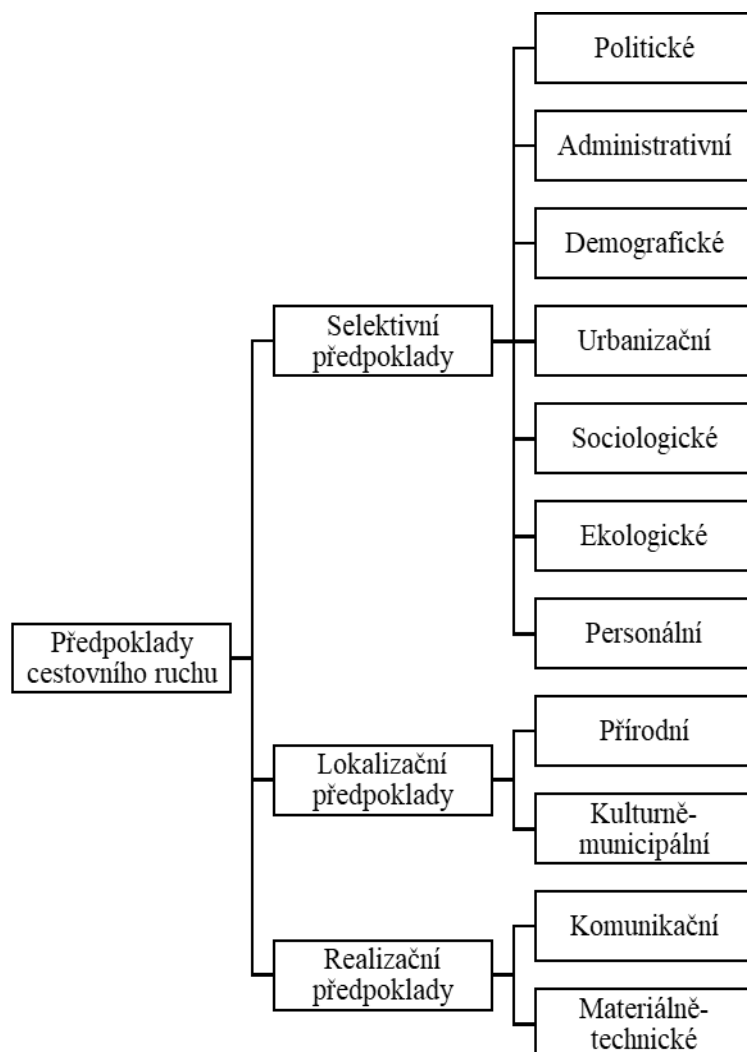 Politické
Administrativní
Demografické
Selektivní
předpoklady
Urbanizační
Sociologické
Ekologické
Personální
Předpoklady
cestovního ruchu
Přírodní
Lokalizační
předpoklady
Kulturně-
municipální
Komunikační
Realizační
předpoklady
Materiálně-
technické